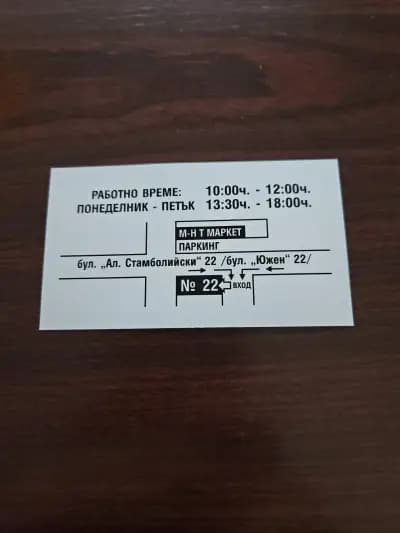 РАБОТНО ВРЕМЕ: 10:00ч. - 12:00ч.
ПОНЕДЕЛНИК - ПЕТЪК 13:30ч. - 18:00ч.
М-Н Т МАРКЕТ
ПАРКИНГ
бул. „Ал. Стамболийски" 22 /бул. „Южен" 22/
№ 22
ВХОД